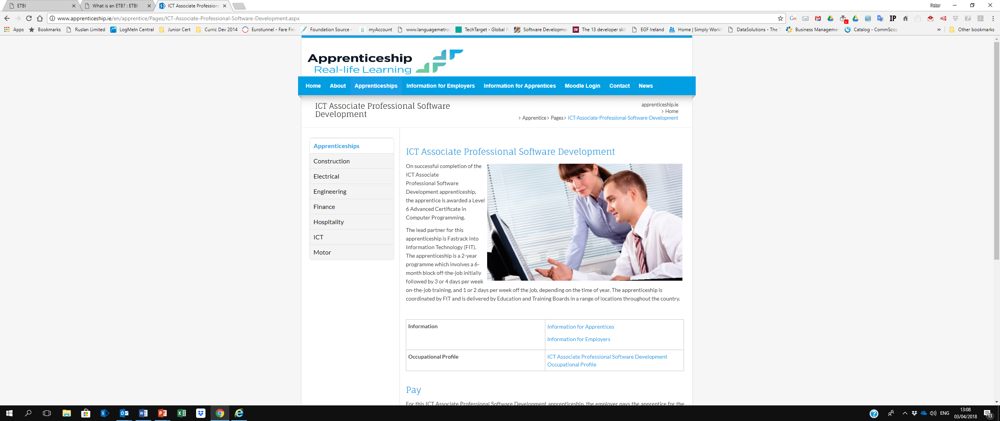 ETBI
What is an ETB? : ETBI
ICT Associate Professiona
Peter
www.apprenticeship.ie/en/apprentice/Pages/ICT-Associate-Professional-Software-Development.aspx
Apps
Bookmarks
Ruslan Limited
LogMeIn Central
Junior Cert
Curric Dev 2014
Eurotunnel - Fare Fin
Foundation Source -
myAccount
www.languagemetro
TechTarget - Global N
Software Developme
IW
The 13 developer skil
EGF Ireland
Home | Simply Workf
DataSolutions - The T
Business Managemen
Catalog - CommScop
»
Other bookmarks
Apprenticeship
Real-life Learning
Home
About
Apprenticeships
Information for Employers
Information for Apprentices
Moodle Login
Contact
News
ICT Associate Professional Software
Development
apprenticeship.ie
> Home
> Apprentice > Pages > ICT-Associate-Professional-Software-Development
Apprenticeships
Construction
Electrical
Engineering
Finance
Hospitality
ICT
Motor
ICT Associate Professional Software Development
On successful completion of the
ICT Associate
Professional Software
Development apprenticeship,
the apprentice is awarded a Level
6 Advanced Certificate in
Computer Programming.
The lead partner for this
apprenticeship is Fastrack into
Information Technology (FIT).
The apprenticeship is a 2-year
programme which involves a 6-
month block off-the-job initially
followed by 3 or 4 days per week
on-the-job training, and 1 or 2 days per week off the job, depending on the time of year. The apprenticeship is
coordinated by FIT and is delivered by Education and Training Boards in a range of locations throughout the country.
Information
Information for Apprentices
Information for Employers
Occupational Profile
ICT Associate Professional Software Development
Occupational Profile
Pay
For this ICT Associate Professional Software Development apprenticeship, the employer pays the apprentice for the
ENG
13:08
03/04/2018
13